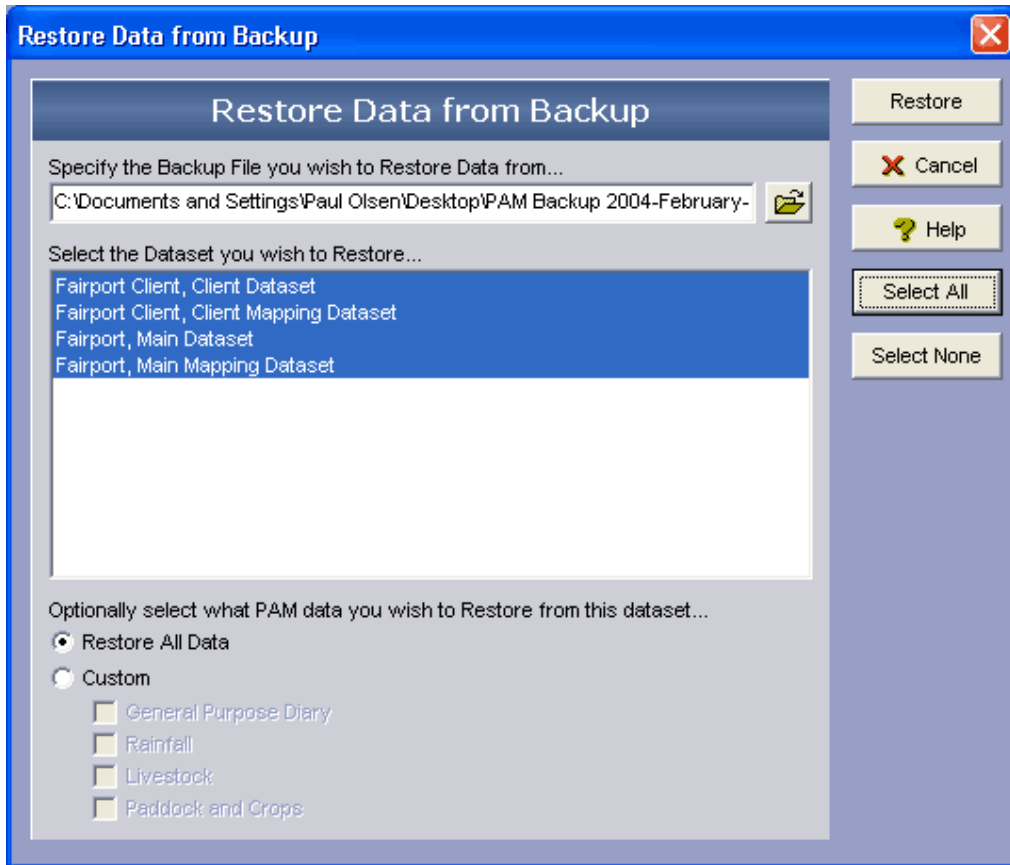 Restore Data from Backup
Restore Data from Backup
Specify the Backup File you wish to Restore Data from...
C:\Documents and Settings\Paul Olsen\Desktop\PAM Backup 2004-February-
Select the Dataset you wish to Restore...
Fairport Client, Client Dataset
Fairport Client, Client Mapping Dataset
Fairport, Main Dataset
Fairport, Main Mapping Dataset
Optionally select what PAM data you wish to Restore from this dataset...
Restore All Data
Custom
General Purpose Diary
Rainfall
Livestock
Paddock and Crops
Restore
Cancel
Help
Select All
Select None